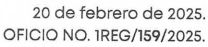 20 de febrero de 2025.
OFICIO NO. 1REG/159/2025.